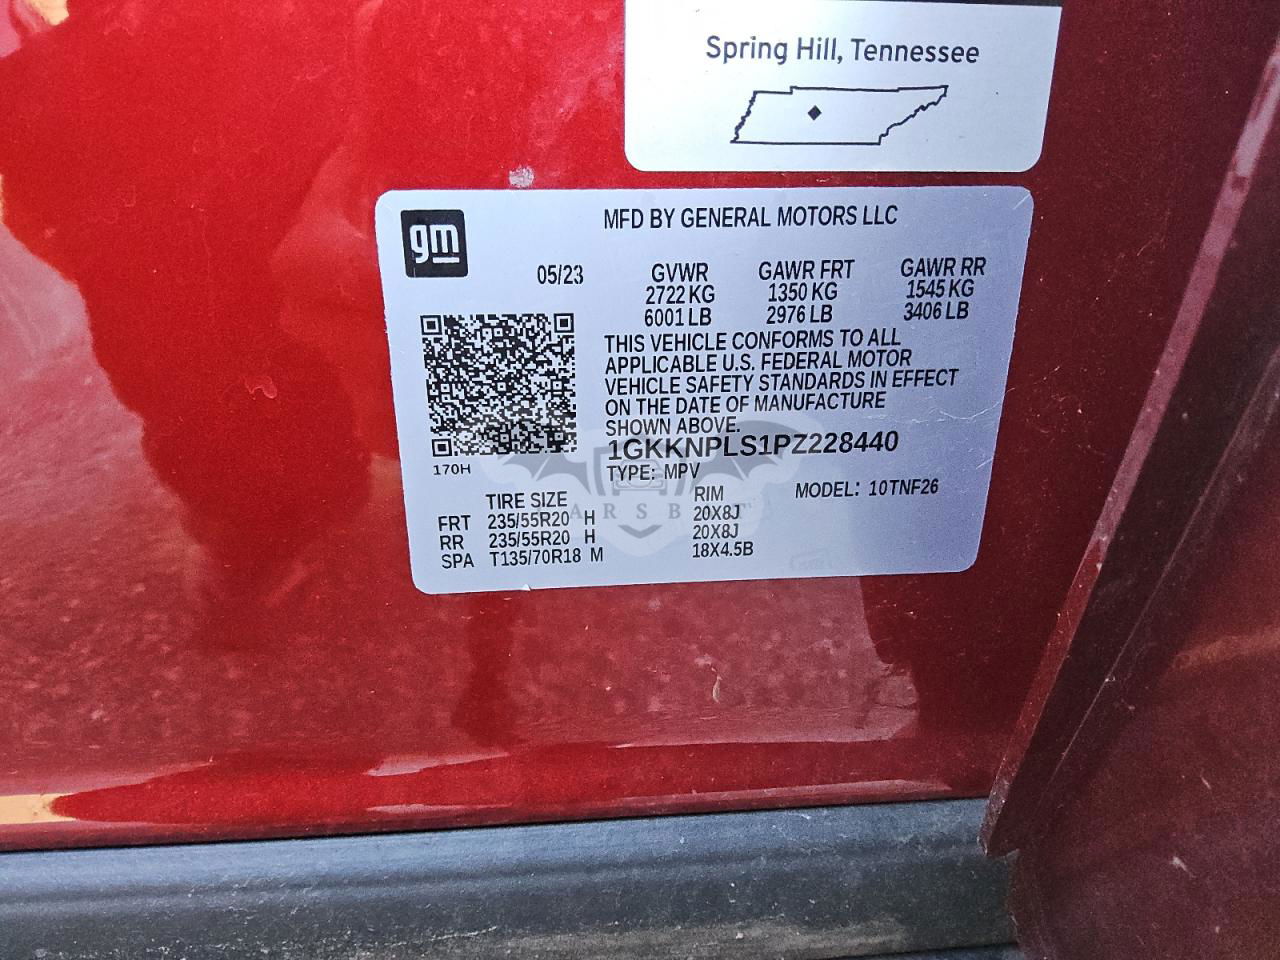 Spring Hill, Tennessee
gm
MFD BY GENERAL MOTORS LLC
05/23 GVWR GAWR FRT GAWR RR
2722 KG 1350 KG 1545 KG
6001 LB 2976 LB 3406 LB
THIS VEHICLE CONFORMS TO ALL
APPLICABLE U.S. FEDERAL MOTOR
VEHICLE SAFETY STANDARDS IN EFFECT
ON THE DATE OF MANUFACTURE
SHOWN ABOVE.
1GKKNPLS1PZ228440
170H
TYPE: MPV
MODEL: 10TNF26
TIRE SIZE RIM
FRT 235/55R20 H 20X8J
RR 235/55R20 H 20X8J
SPA T135/70R18 M 18X4.5B